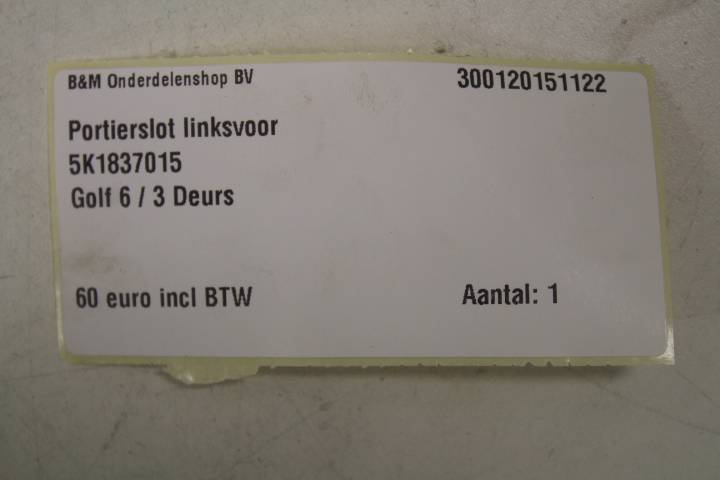 B&M Onderdelenshop BV 300120151122
Portierslot linksvoor
5K1837015
Golf 6 / 3 Deurs
60 euro incl BTW Aantal: 1